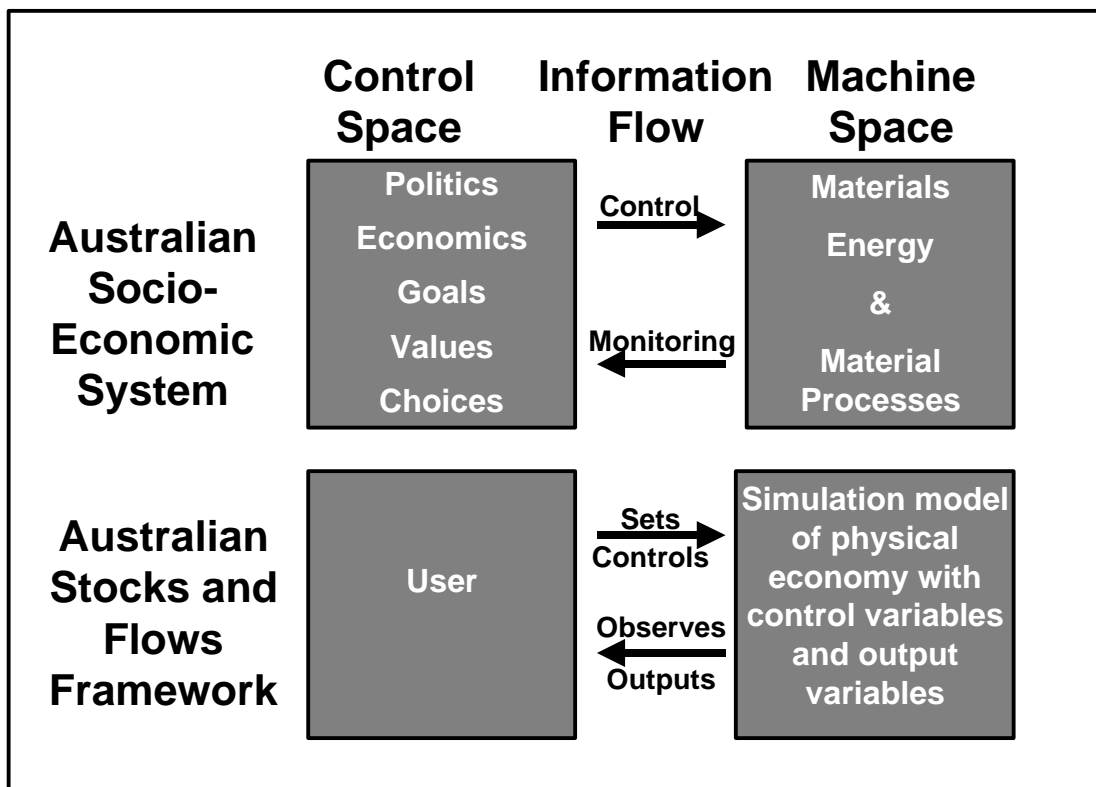 Control
Space
Information
Flow
Machine
Space
Australian
Socio-
Economic
System
Politics
Economics
Goals
Values
Choices
Control
Monitoring
Materials
Energy
&
Material
Processes
Australian
Stocks and
Flows
Framework
User
Sets
Controls
Observes
Outputs
Simulation model
of physical
economy with
control variables
and output
variables